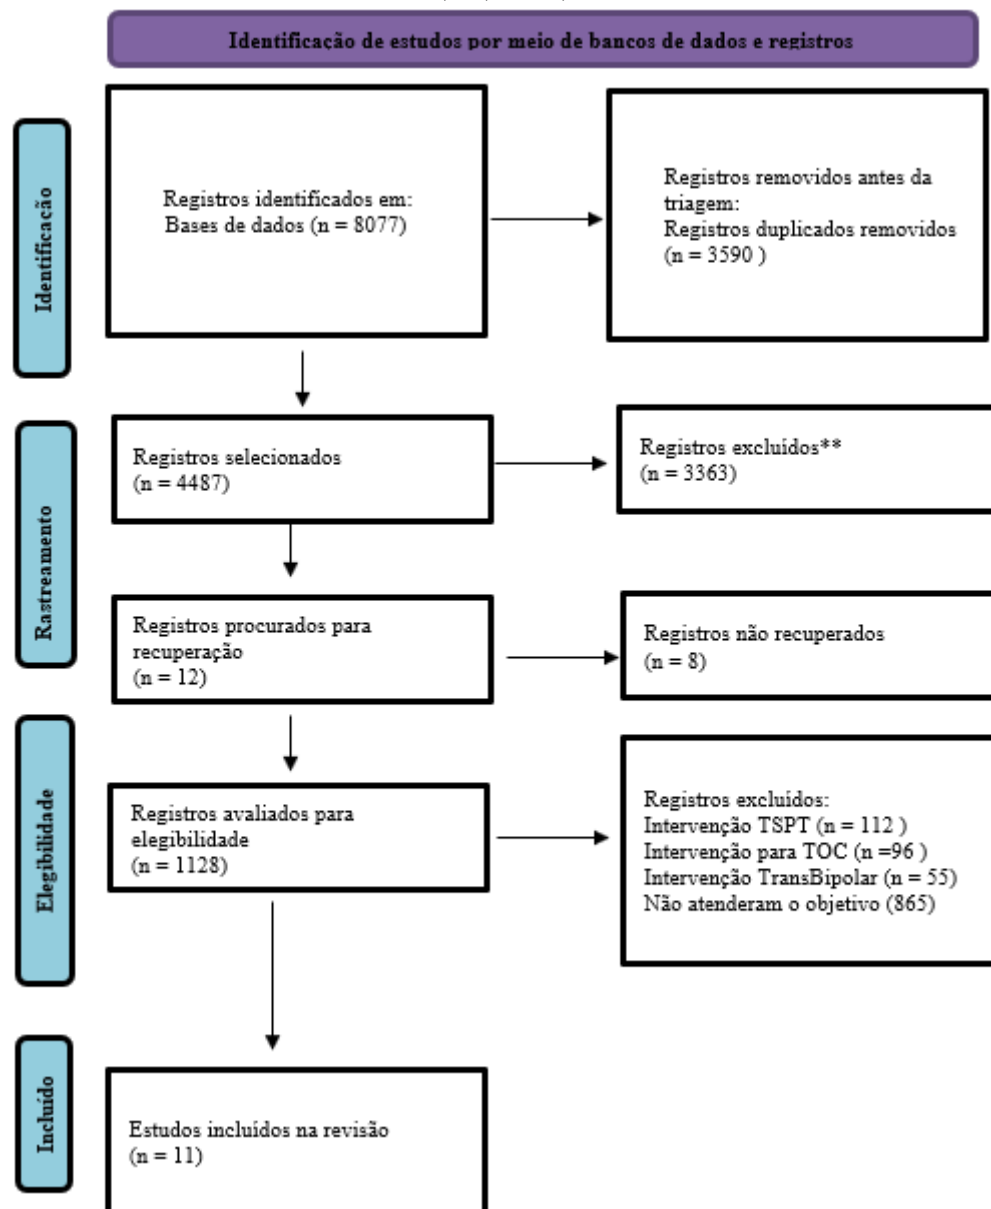 Identificação de estudos por meio de bancos de dados e registros
Identificação
Registros identificados em:
Bases de dados (n = 8077)
Registros removidos antes da
triagem:
Registros duplicados removidos
(n = 3590 )
Rastreamento
Registros selecionados
(n = 4487)
Registros excluídos**
(n = 3363)
Registros procurados para
recuperação
(n = 12)
Registros não recuperados
(n = 8)
Elegibilidade
Registros avaliados para
elegibilidade
(n = 1128)
Registros excluídos:
Intervenção TSPT (n = 112 )
Intervenção para TOC (n =96 )
Intervenção TransBipolar (n = 55)
Não atenderam o objetivo (865)
Incluído
Estudos incluídos na revisão
(n = 11)